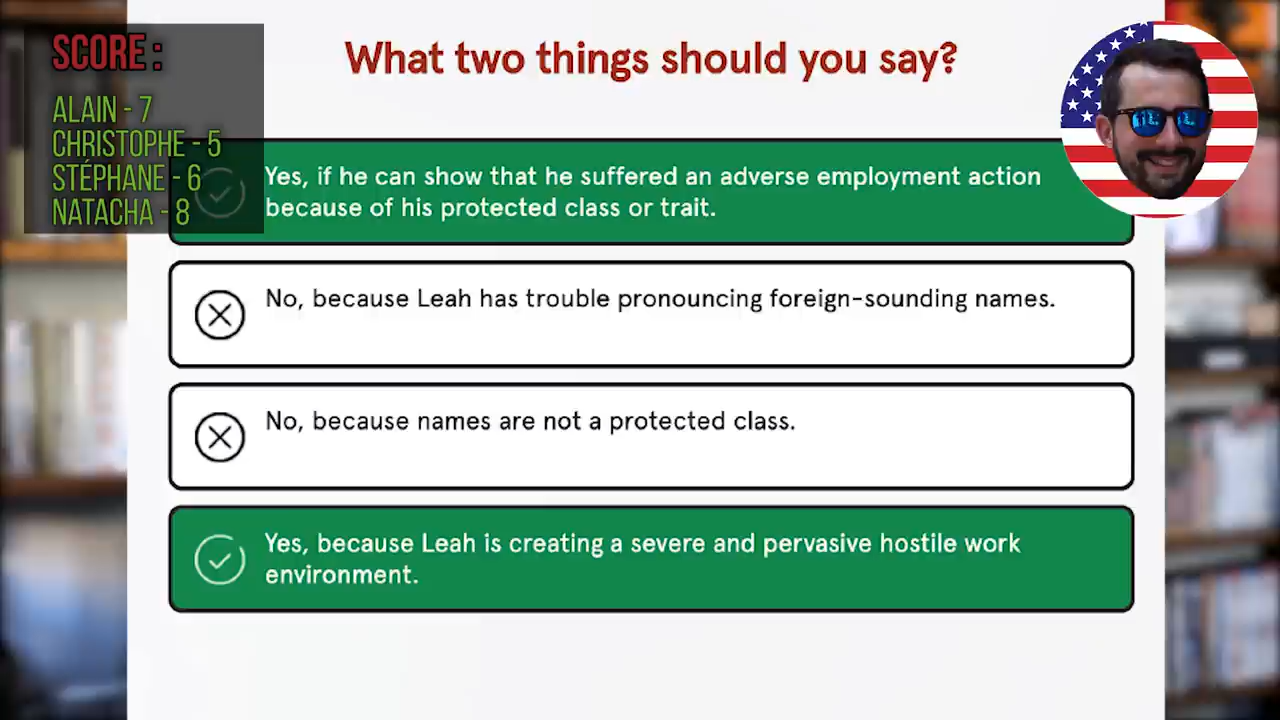 SCORE :
ALAIN - 7
CHRISTOPHE - 5
STÉPHANE - 6
NATACHA - 8
What two things should you say?
Yes, if he can show that he suffered an adverse employment action
because of his protected class or trait.
No, because Leah has trouble pronouncing foreign-sounding names.
No, because names are not a protected class.
Yes, because Leah is creating a severe and pervasive hostile work
environment.